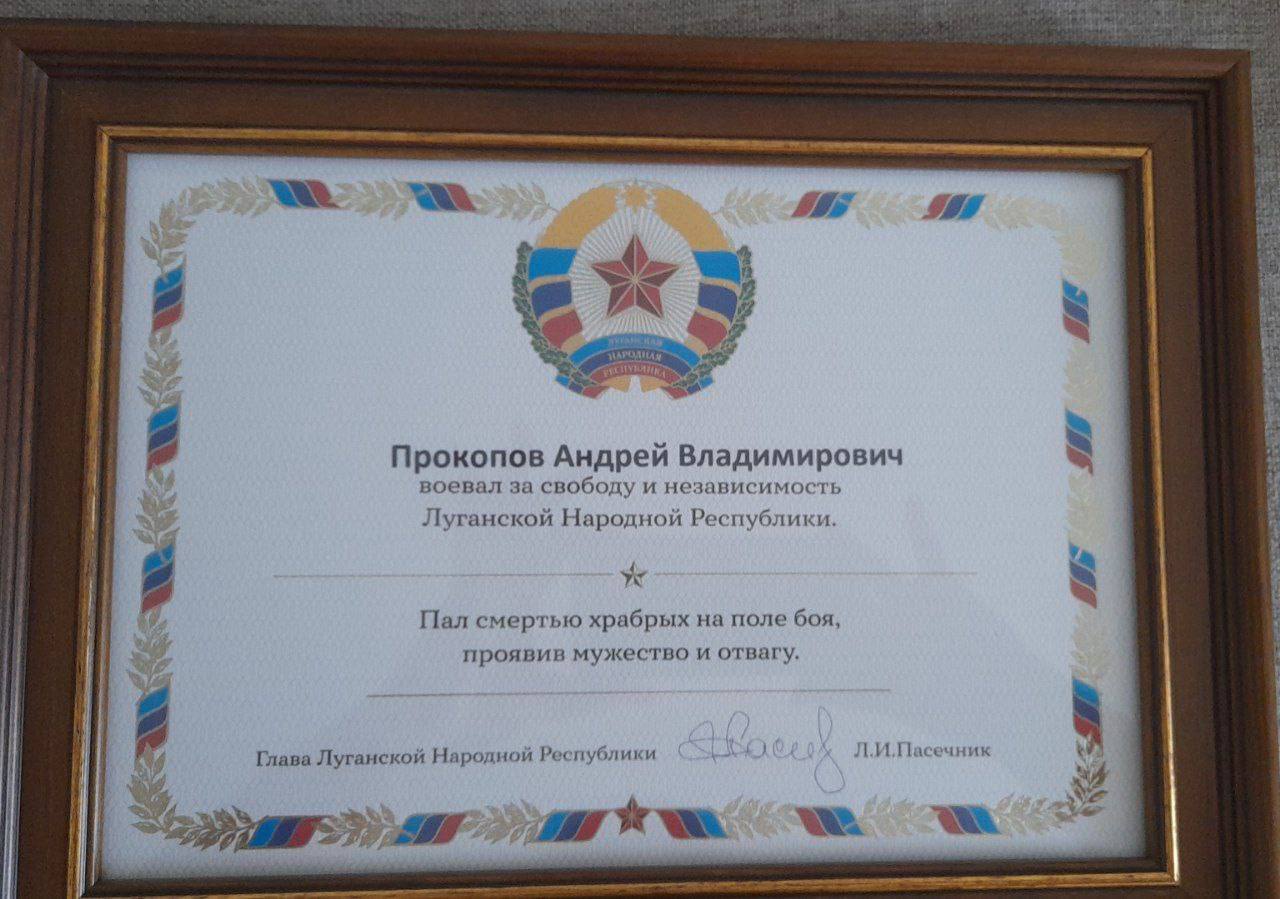 ЛУГАНСКАЯ
НАРОДНАЯ
РЕСПУБЛИКА
Прокопов Андрей Владимирович
воевал за свободу и независимость
Луганской Народной Республики.
Пал смертью храбрых на поле боя,
проявив мужество и отвагу.
Глава Луганской Народной Республики Л.И.Пасечник